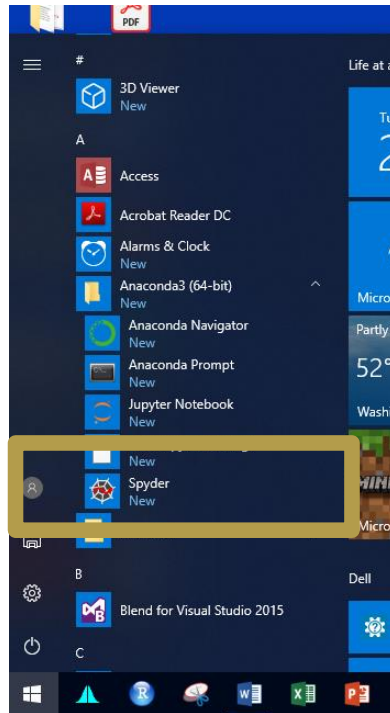 PDF
#
Life at a
3D Viewer
New
A
Access
Acrobat Reader DC
Alarms & Clock
New
Anaconda3 (64-bit)
New
Micro
Anaconda Navigator
New
Partly
Anaconda Prompt
New
52°
Jupyter Notebook
New
Washi
New
Spyder
New
Micro
B
Dell
Blend for Visual Studio 2015
C